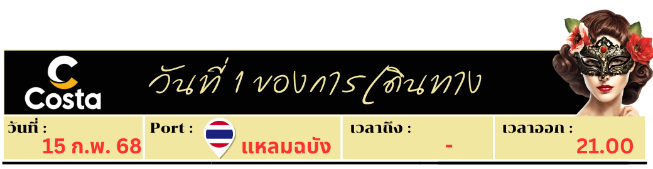 Costa
วันที่ 1 ของการเดินทาง
วันที่ : Port : เวลาถึง : เวลาออก :
15 ก.พ. 68 แหลมฉบัง - 21.00